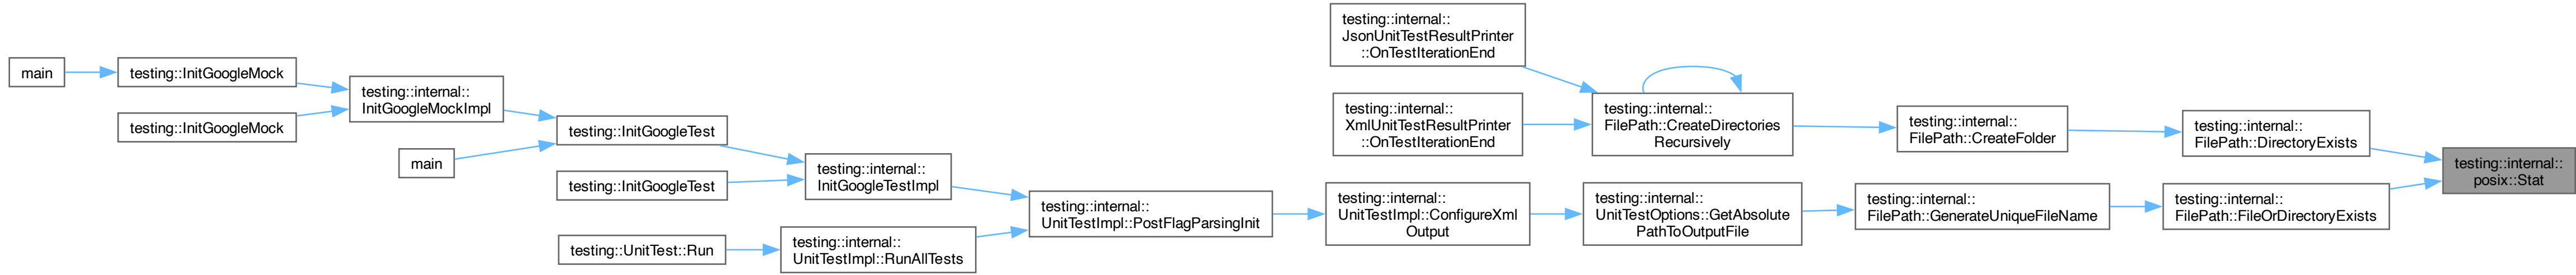 main
testing::InitGoogleMock
testing::InitGoogleMock
testing::internal::
InitGoogleMockImpl
main
testing::InitGoogleTest
testing::InitGoogleTest
testing::UnitTest::Run
testing::internal::
InitGoogleTestImpl
testing::internal::
UnitTestImpl::RunAllTests
testing::internal::
UnitTestImpl::PostFlagParsingInit
testing::internal::
JsonUnitTestResultPrinter
::OnTestIterationEnd
testing::internal::
XmlUnitTestResultPrinter
::OnTestIterationEnd
testing::internal::
UnitTestImpl::ConfigureXml
Output
testing::internal::
FilePath::CreateDirectories
Recursively
testing::internal::
UnitTestOptions::GetAbsolute
PathToOutputFile
testing::internal::
FilePath::CreateFolder
testing::internal::
FilePath::GenerateUniqueFileName
testing::internal::
FilePath::DirectoryExists
testing::internal::
FilePath::FileOrDirectoryExists
testing::internal::
posix::Stat